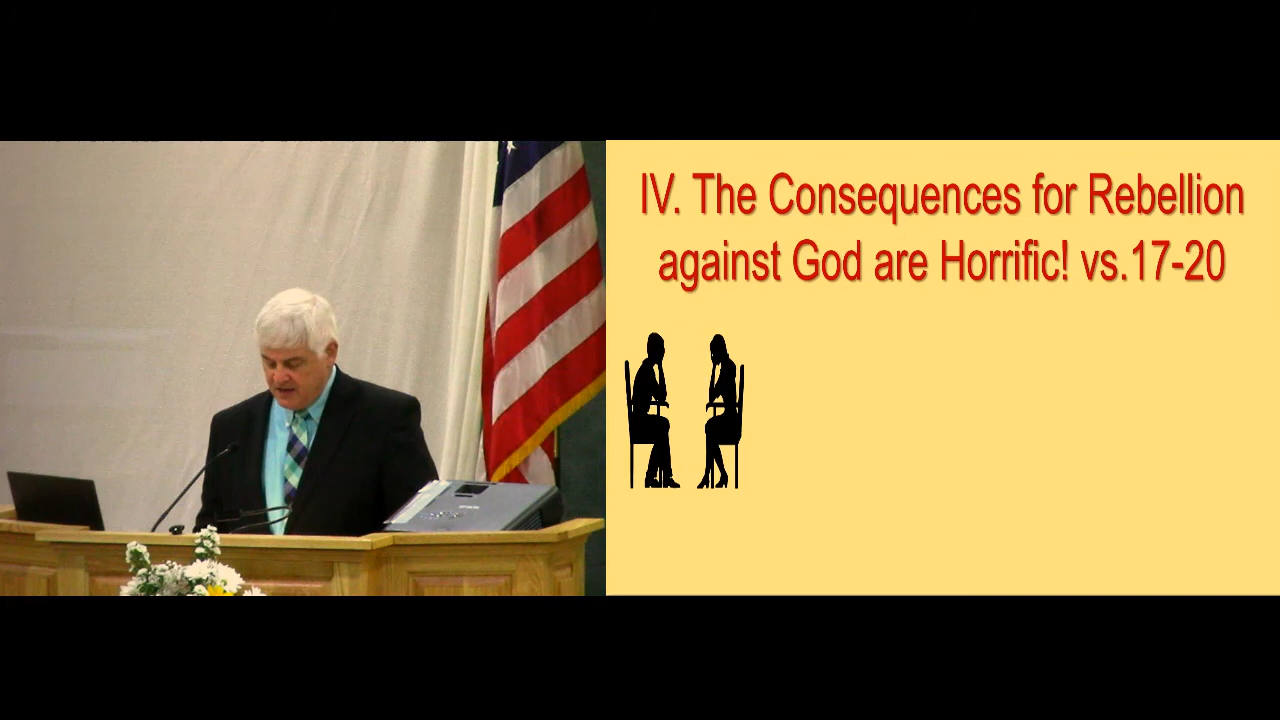 IV. The Consequences for Rebellion
against God are Horrific! vs.17-20